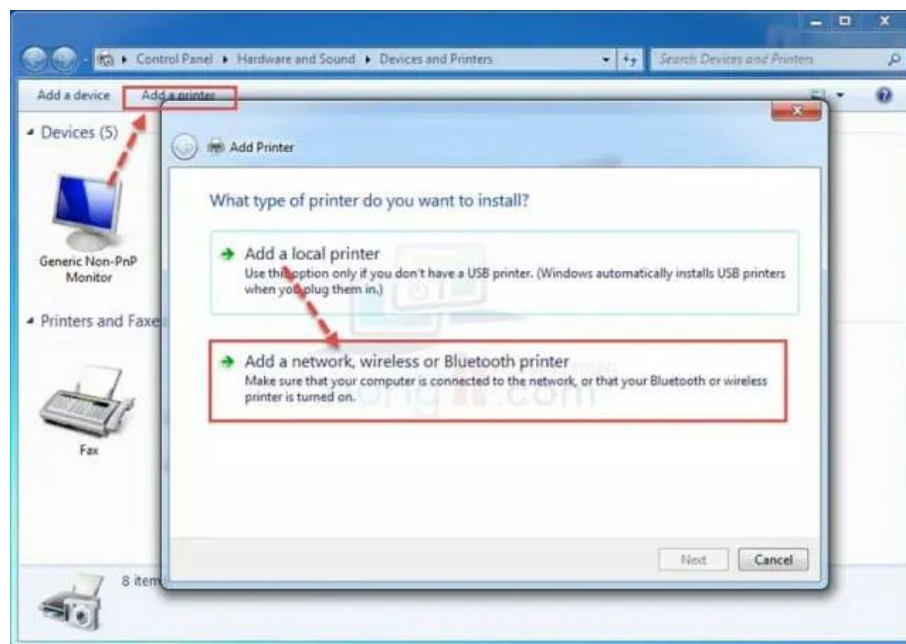 Control Panel ▸ Hardware and Sound ▸ Devices and Printers
Search Devices and Printers
Add a device
Add a printer
Devices (5)
Generic Non-PnP
Monitor
Printers and Faxe
Fax
8 item
Add Printer
What type of printer do you want to install?
Add a local printer
Use this option only if you don't have a USB printer. (Windows automatically installs USB printers
when you plug them in.)
Add a network, wireless or Bluetooth printer
Make sure that your computer is connected to the network, or that your Bluetooth or wireless
printer is turned on.
Next
Cancel